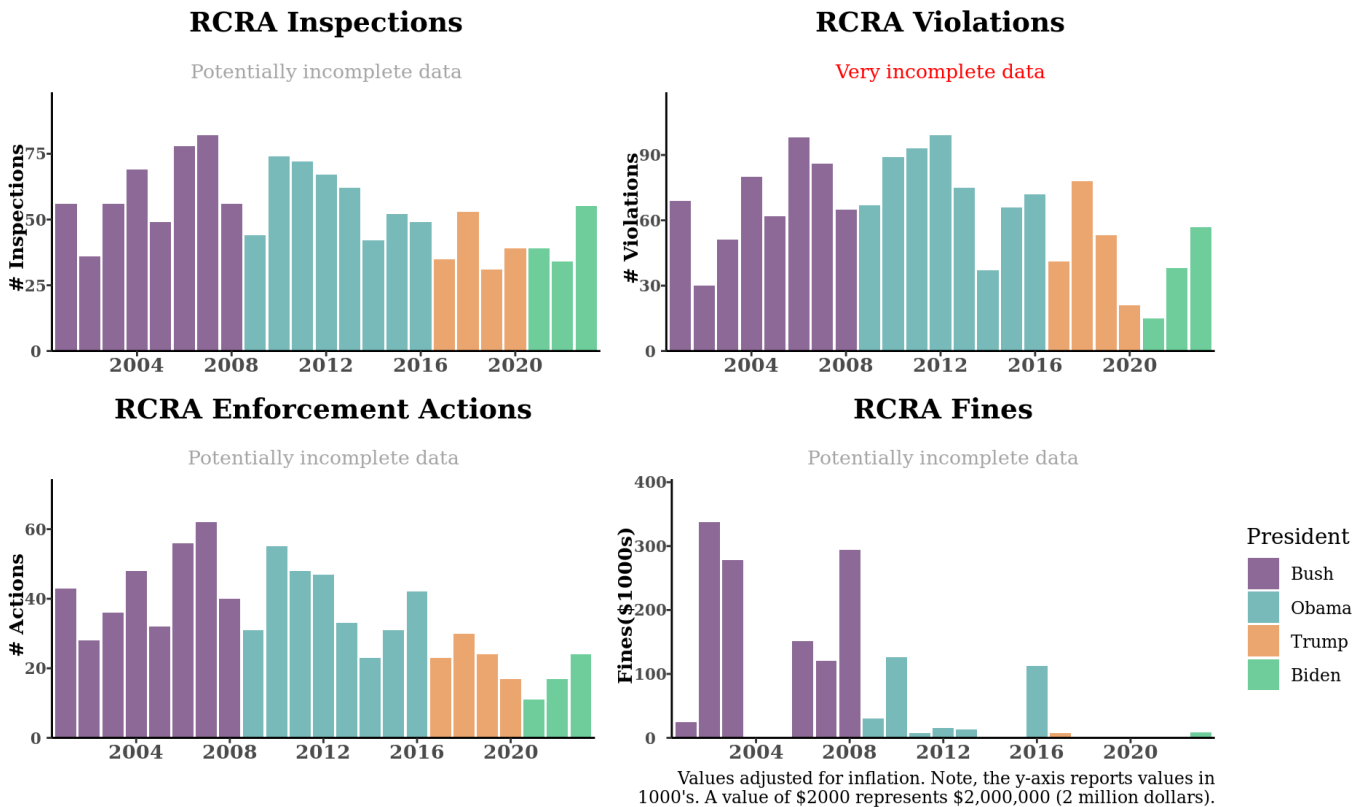 RCRA Inspections
Potentially incomplete data
# Inspections
75
50
25
0
2004 2008 2012 2016 2020
RCRA Violations
Very incomplete data
# Violations
90
60
30
0
2004 2008 2012 2016 2020
RCRA Enforcement Actions
Potentially incomplete data
# Actions
60
40
20
0
2004 2008 2012 2016 2020
RCRA Fines
Potentially incomplete data
Fines($1000s)
400
300
200
100
0
2004 2008 2012 2016 2020
Values adjusted for inflation. Note, the y-axis reports values in
1000's. A value of $2000 represents $2,000,000 (2 million dollars).
President
Bush
Obama
Trump
Biden